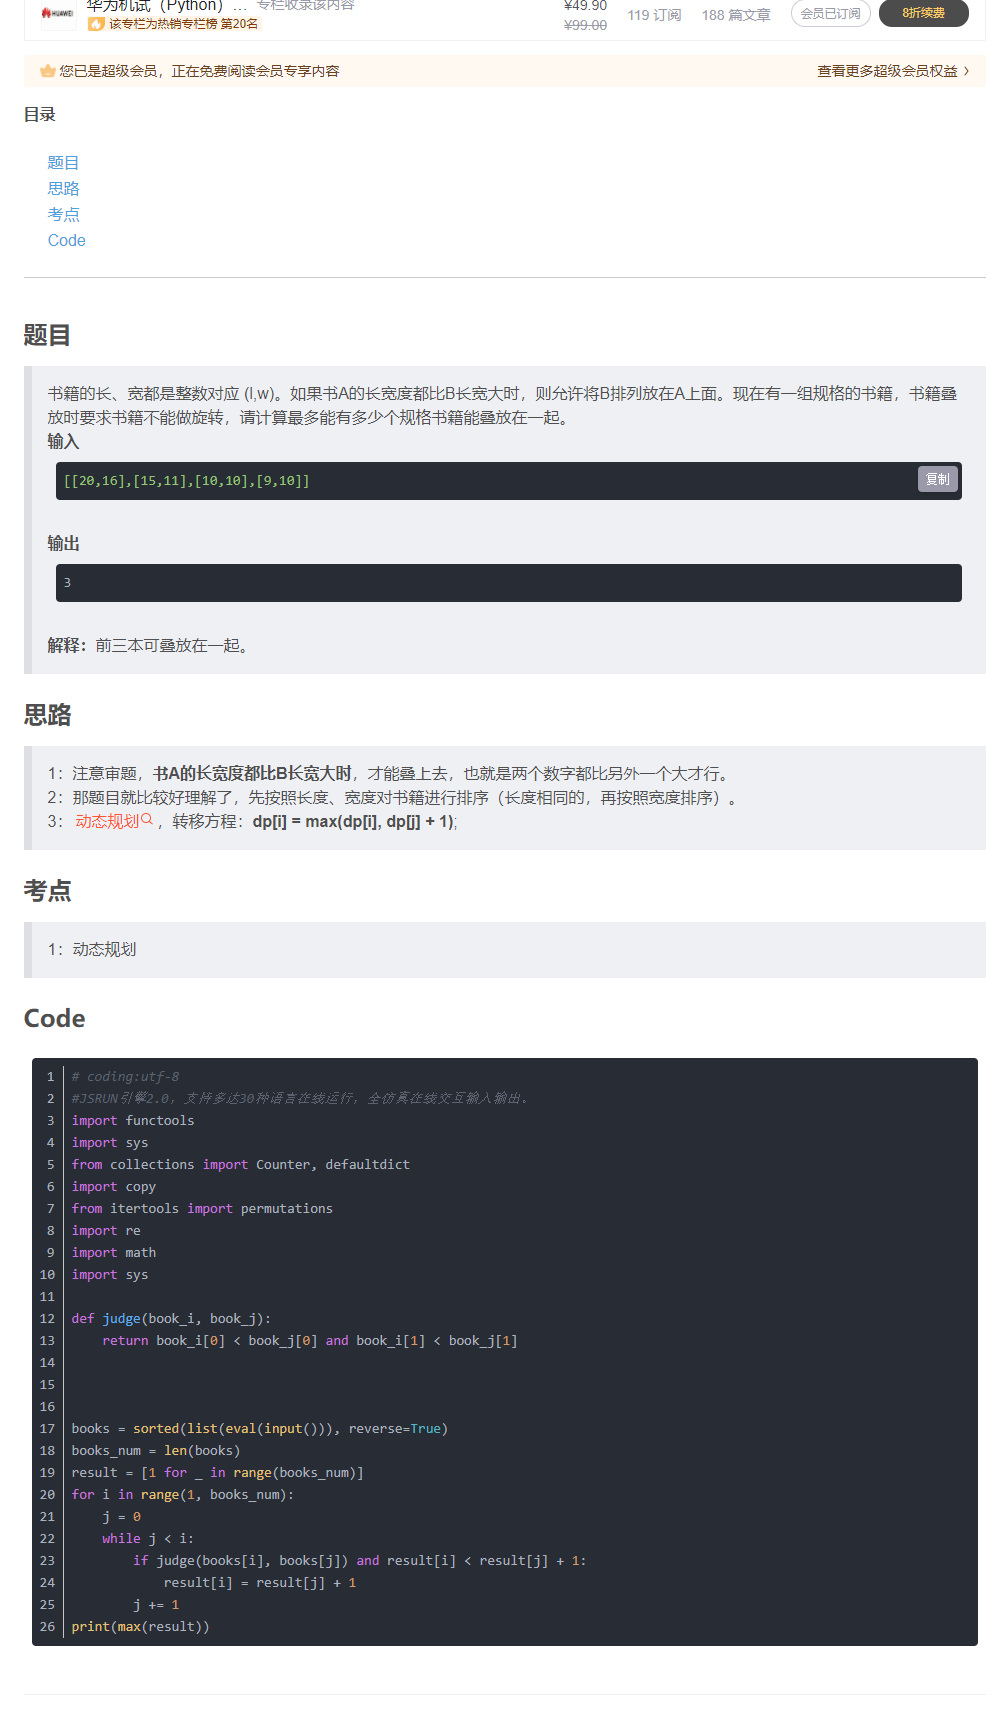 HUAWEI
华为机试（Python）... 专栏收录该内容
该专栏为热销专栏榜 第20名
¥49.90
¥99.00
119 订阅
188 篇文章
会员已订阅
8折续费
您已是超级会员，正在免费阅读会员专享内容
查看更多超级会员权益
目录
题目
思路
考点
Code
题目
书籍的长、宽都是整数对应 (l,w)。如果书A的长宽度都比B长宽大时，则允许将B排列放在A上面。现在有一组规格的书籍，书籍叠
放时要求书籍不能做旋转，请计算最多能有多少个规格书籍能叠放在一起。
输入
[[20,16],[15,11],[10,10],[9,10]]
复制
输出
3
解释：前三本可叠放在一起。
思路
1：注意审题，书A的长宽度都比B长宽大时，才能叠上去，也就是两个数字都比另外一个大才行。
2：那题目就比较好理解了，先按照长度、宽度对书籍进行排序（长度相同的，再按照宽度排序）。
3：动态规划，转移方程：dp[i] = max(dp[i], dp[j] + 1);
考点
1：动态规划
Code
1 # coding:utf-8
2 #JSRUN引擎2.0，支持多达30种语言在线运行，全仿真在线交互输入输出。
3 import functools
4 import sys
5 from collections import Counter, defaultdict
6 import copy
7 from itertools import permutations
8 import re
9 import math
10 import sys
11
12 def judge(book_i, book_j):
13     return book_i[0] < book_j[0] and book_i[1] < book_j[1]
14
15
16
17 books = sorted(list(eval(input())), reverse=True)
18 books_num = len(books)
19 result = [1 for _ in range(books_num)]
20 for i in range(1, books_num):
21     j = 0
22     while j < i:
23         if judge(books[i], books[j]) and result[i] < result[j] + 1:
24             result[i] = result[j] + 1
25         j += 1
26 print(max(result))